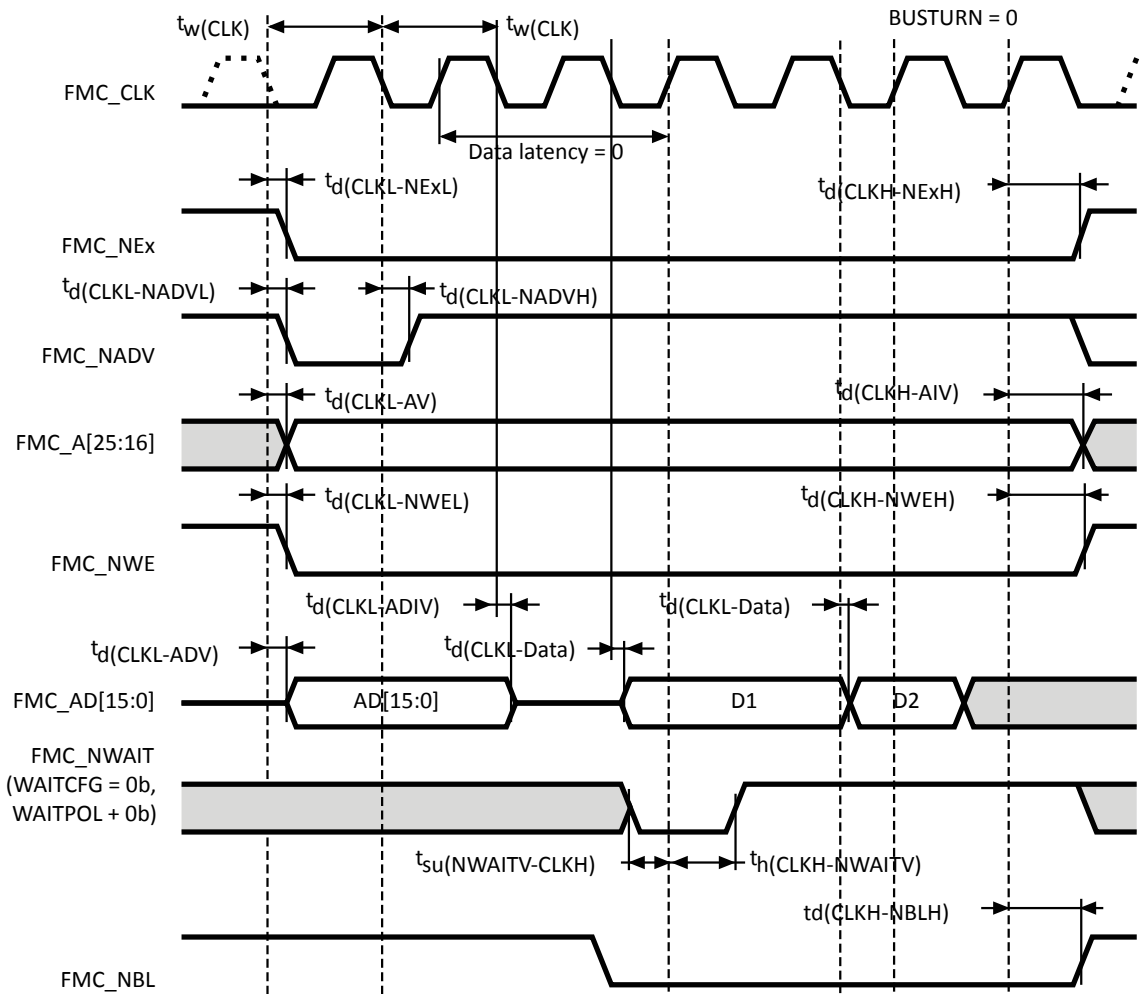 BUSTURN = 0
tw(CLK)
tw(CLK)
FMC_CLK
Data latency = 0
td(CLKL-NExL)
td(CLKH-NExH)
FMC_NEx
td(CLKL-NADVL)
td(CLKL-NADVH)
FMC_NADV
td(CLKL-AV)
td(CLKH-AIV)
FMC_A[25:16]
td(CLKL-NWEL)
td(CLKH-NWEH)
FMC_NWE
td(CLKL-ADIV)
td(CLKL-Data)
td(CLKL-ADV)
td(CLKL-Data)
FMC_AD[15:0]
AD[15:0]
D1
D2
FMC_NWAIT
(WAITCFG = 0b,
WAITPOL + 0b)
tsu(NWAITV-CLKH)
th(CLKH-NWAITV)
td(CLKH-NBLH)
FMC_NBL